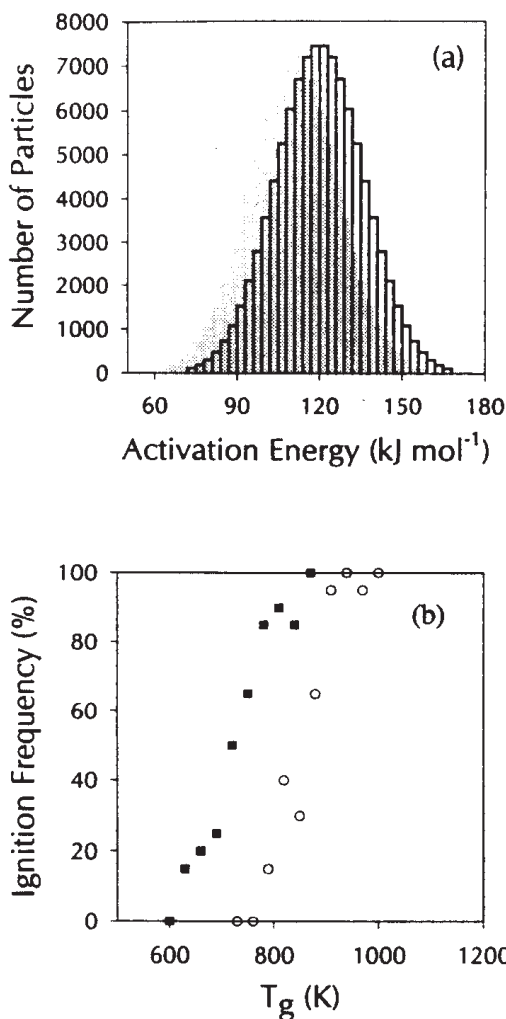 8000
7000
6000
5000
4000
3000
2000
1000
0
Number of Particles
(a)
60 90 120 150 180
Activation Energy (kJ mol⁻¹)
100
80
60
40
20
0
Ignition Frequency (%)
(b)
600 800 1000 1200
T_g (K)